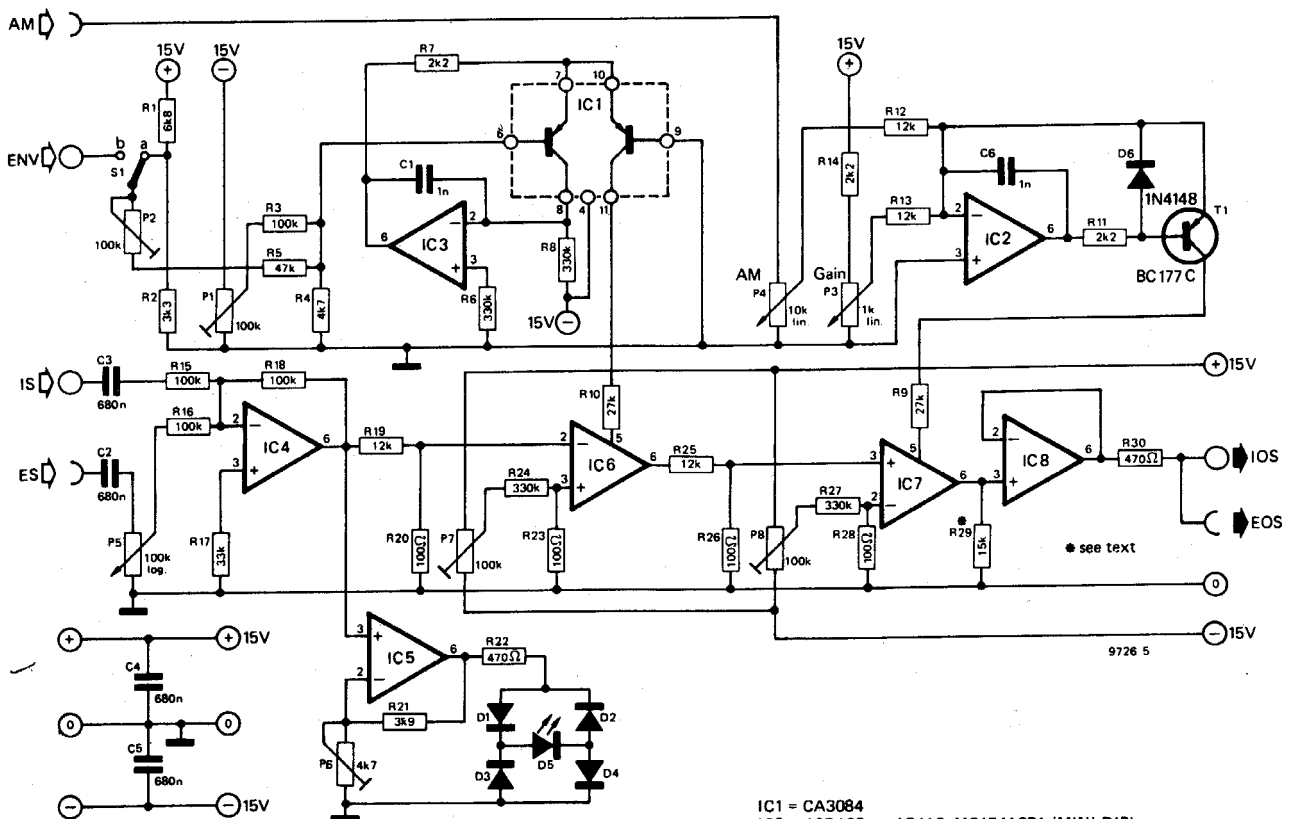 AM
15V
15V
R7
2k2
7
10
15V
IC1
R12
12k
R1
6k8
6
9
ENV
b
a
S1
C1
1n
R14
2k2
C6
1n
D6
1N4148
T1
R3
100k
R13
12k
P2
100k
8
4
11
2
6
IC3
3
R8
330k
2
6
IC2
3
R11
2k2
BC177 C
R5
47k
AM
Gain
R2
3k3
P1
100k
R4
4k7
R6
330k
15V
P4
10k
lin.
P3
1k
lin.
C3
680n
IS
R15
100k
R18
100k
15V
R16
100k
R10
27k
R9
27k
2
6
IC4
3
R19
12k
5
2
6
IC6
3
R25
12k
5
3
6
IC7
2
2
6
IC8
3
R30
470Ω
IOS
C2
680n
ES
R24
330k
R27
330k
EOS
P5
100k
log.
R17
33k
R20
100Ω
P7
100k
R23
100Ω
R26
100Ω
P8
100k
R28
100Ω
*
R29
15k
* see text
0
15V
9726 5
15V
C4
680n
3
6
IC5
2
R22
470Ω
0
0
R21
3k9
D1
D2
D5
C5
680n
P6
4k7
D3
D4
15V
IC1 = CA3084